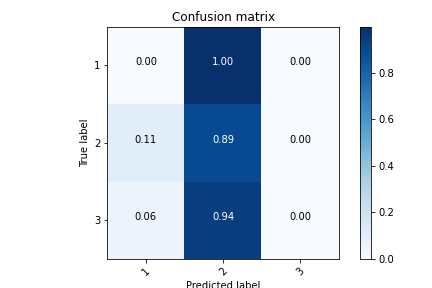 Confusion matrix
1 0.00 1.00 0.00
2 0.11 0.89 0.00
3 0.06 0.94 0.00
True label
1 2 3
Predicted label
0.8
0.6
0.4
0.2
0.0